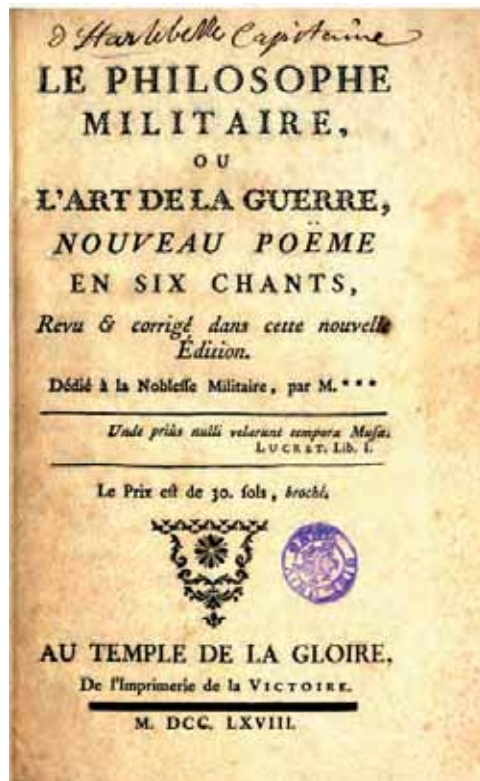 d'Harlebelle Capitaine
LE PHILOSOPHE
MILITAIRE,
OU
L'ART DE LA GUERRE,
NOUVEAU POËME
EN SIX CHANTS,
Revu & corrigé dans cette nouvelle
Édition.
Dédié à la Noblesse Militaire, par M. ***
Unde priùs nulli velarunt tempora Musæ.
LUCRET. Lib. I.
Le Prix est de 30. sols, broché.
AU TEMPLE DE LA GLOIRE,
De l'Imprimerie de la VICTOIRE.
M. DCC. LXVIII.